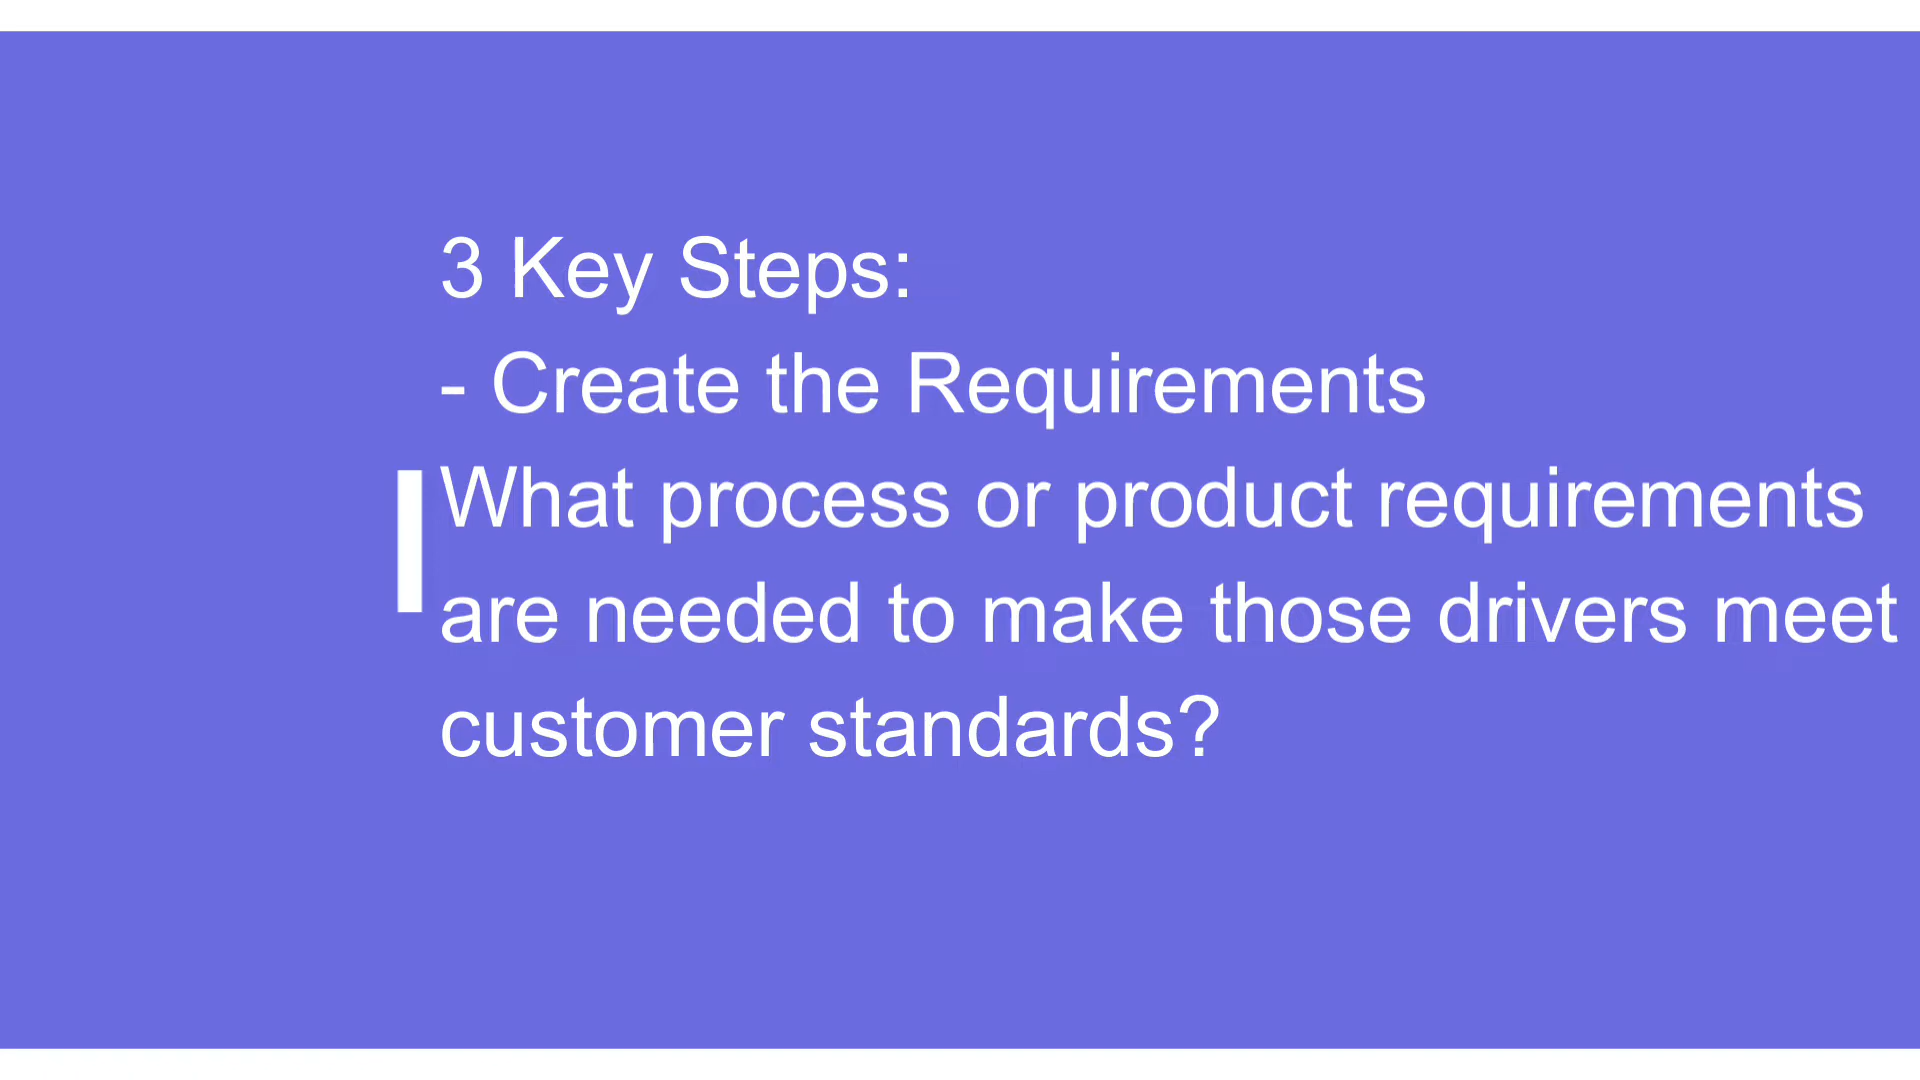 3 Key Steps:
- Create the Requirements
What process or product requirements
are needed to make those drivers meet
customer standards?